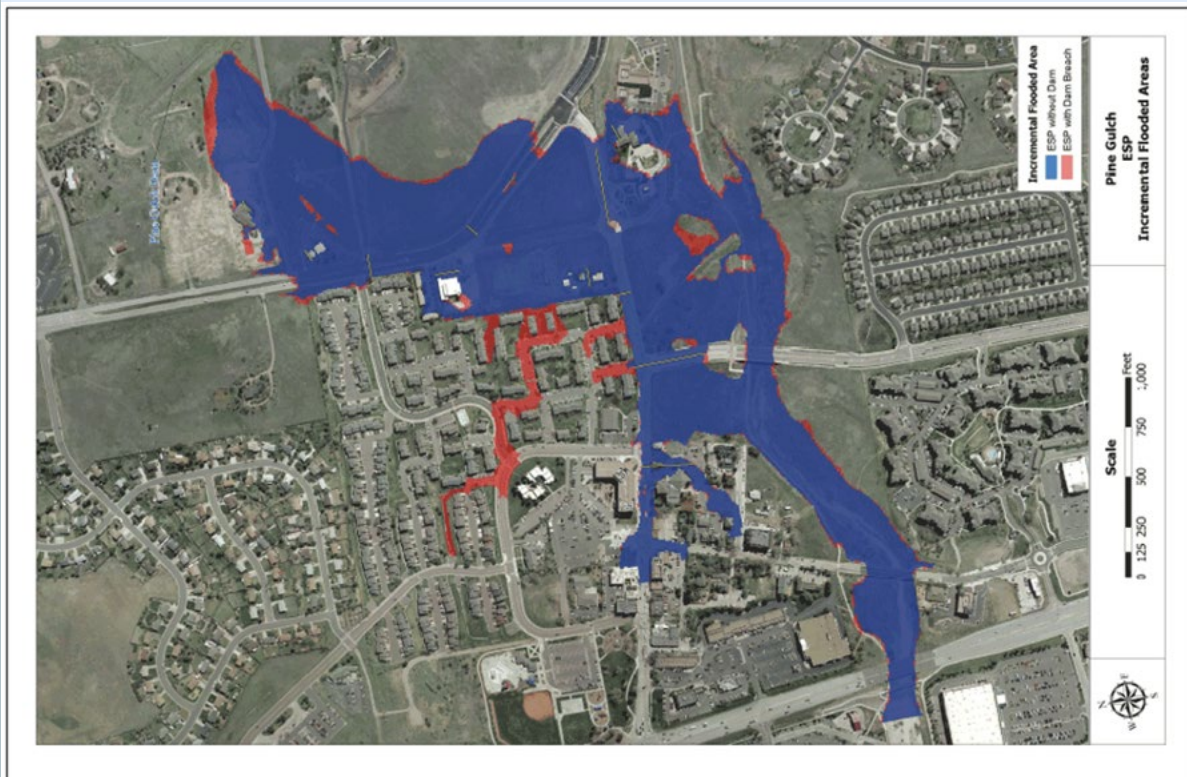 Incremental Flooded Area
ESP without Dam
ESP with Dam Breach
Pine Gulch
ESP
Incremental Flooded Areas
Scale
Feet
0 125 250 500 750 1,000
N
E
S
W